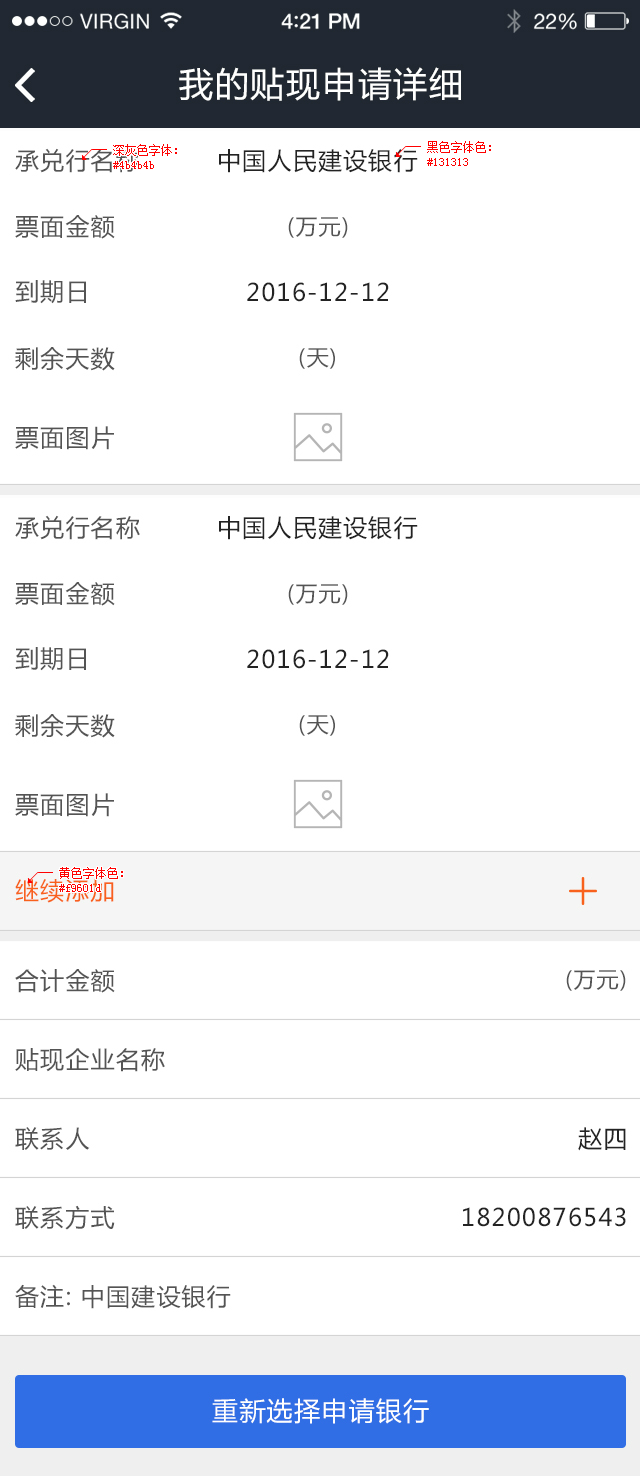 ●●●○○ VIRGIN 4:21 PM 22%
我的贴现申请详细
承兑行名称 中国人民建设银行
深灰色字体：
#4b4b4b
黑色字体色：
#131313
票面金额 (万元)
到期日 2016-12-12
剩余天数 (天)
票面图片
承兑行名称 中国人民建设银行
票面金额 (万元)
到期日 2016-12-12
剩余天数 (天)
票面图片
黄色字体色：
#f9601d
继续添加
合计金额 (万元)
贴现企业名称
联系人 赵四
联系方式 18200876543
备注: 中国建设银行
重新选择申请银行